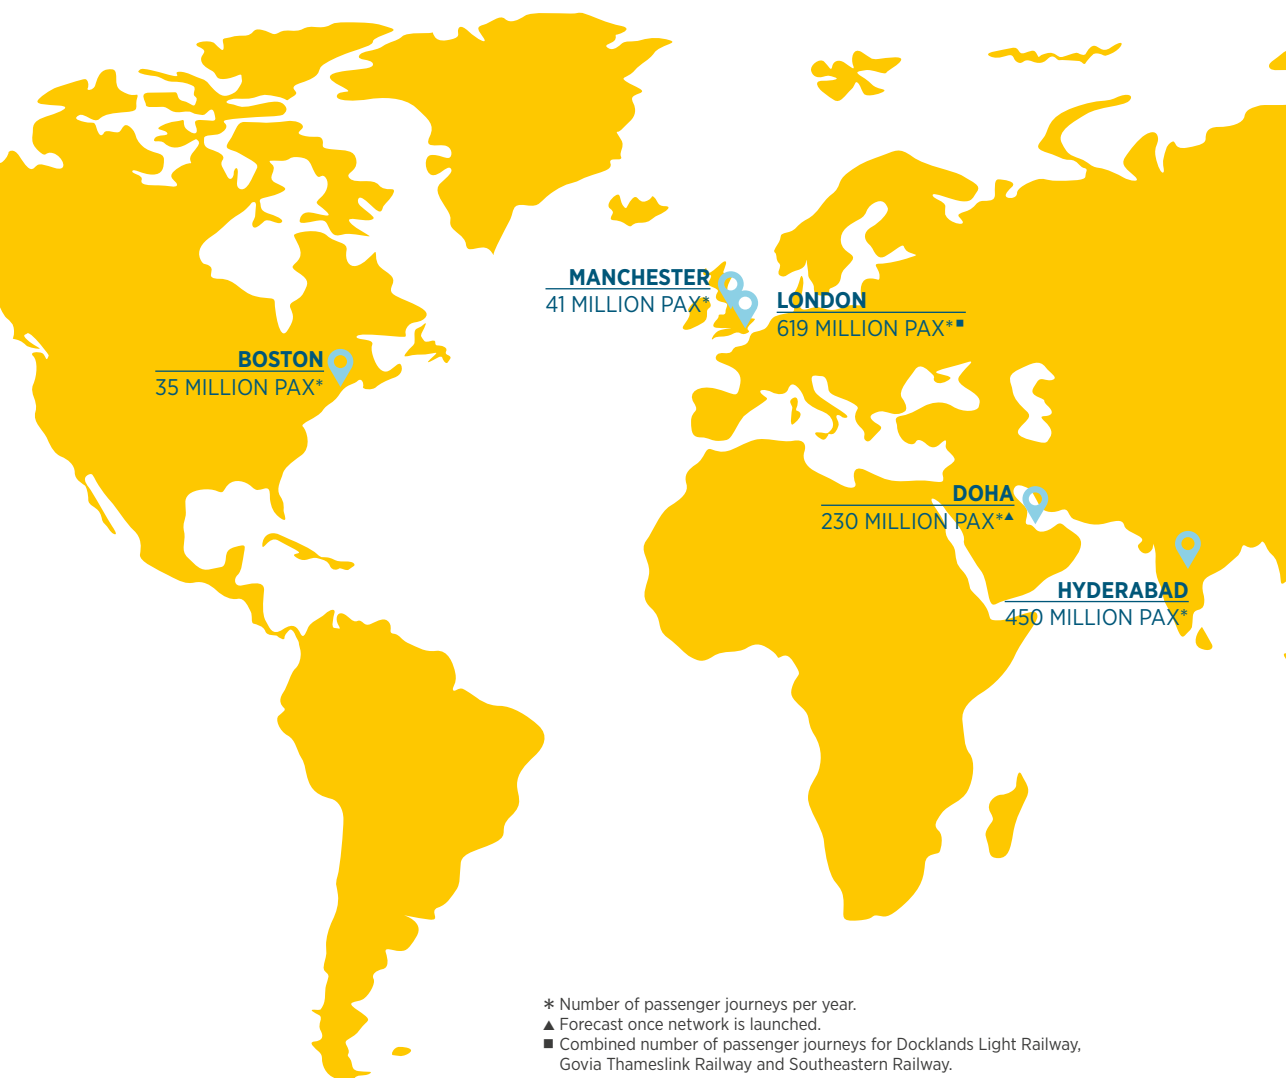 MANCHESTER
41 MILLION PAX*
LONDON
619 MILLION PAX*■
BOSTON
35 MILLION PAX*
DOHA
230 MILLION PAX*▲
HYDERABAD
450 MILLION PAX*
* Number of passenger journeys per year.
▲ Forecast once network is launched.
■ Combined number of passenger journeys for Docklands Light Railway,
Govia Thameslink Railway and Southeastern Railway.